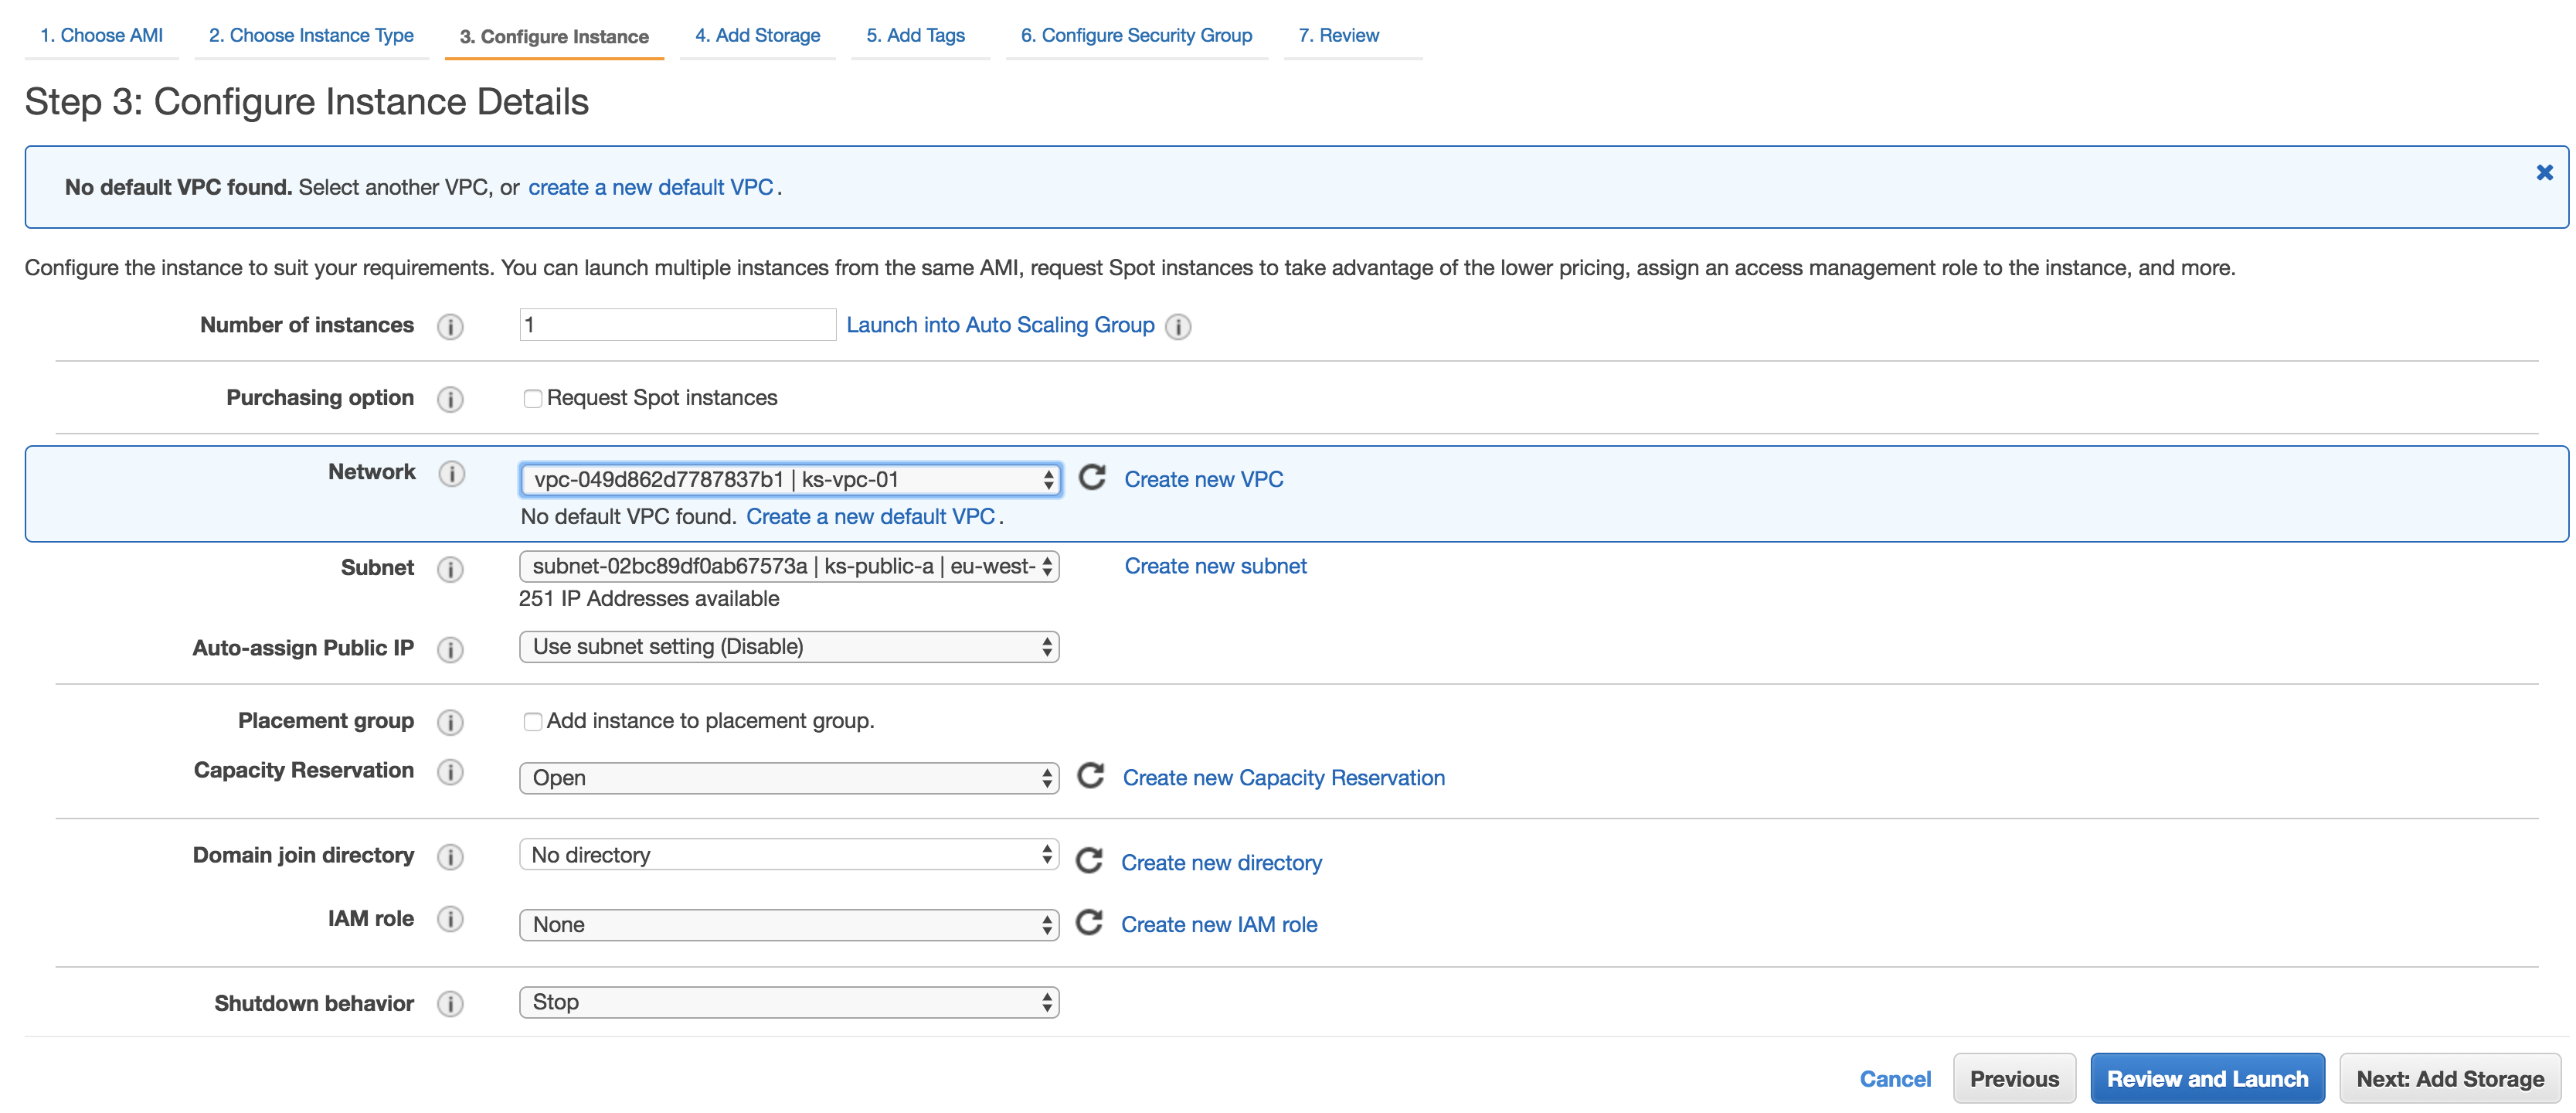 1. Choose AMI 2. Choose Instance Type 3. Configure Instance 4. Add Storage 5. Add Tags 6. Configure Security Group 7. Review
Step 3: Configure Instance Details
No default VPC found. Select another VPC, or create a new default VPC.
Configure the instance to suit your requirements. You can launch multiple instances from the same AMI, request Spot instances to take advantage of the lower pricing, assign an access management role to the instance, and more.
Number of instances 1 Launch into Auto Scaling Group
Purchasing option Request Spot instances
Network vpc-049d862d7787837b1 | ks-vpc-01 Create new VPC
No default VPC found. Create a new default VPC.
Subnet subnet-02bc89df0ab67573a | ks-public-a | eu-west- Create new subnet
251 IP Addresses available
Auto-assign Public IP Use subnet setting (Disable)
Placement group Add instance to placement group.
Capacity Reservation Open Create new Capacity Reservation
Domain join directory No directory Create new directory
IAM role None Create new IAM role
Shutdown behavior Stop
Cancel Previous Review and Launch Next: Add Storage